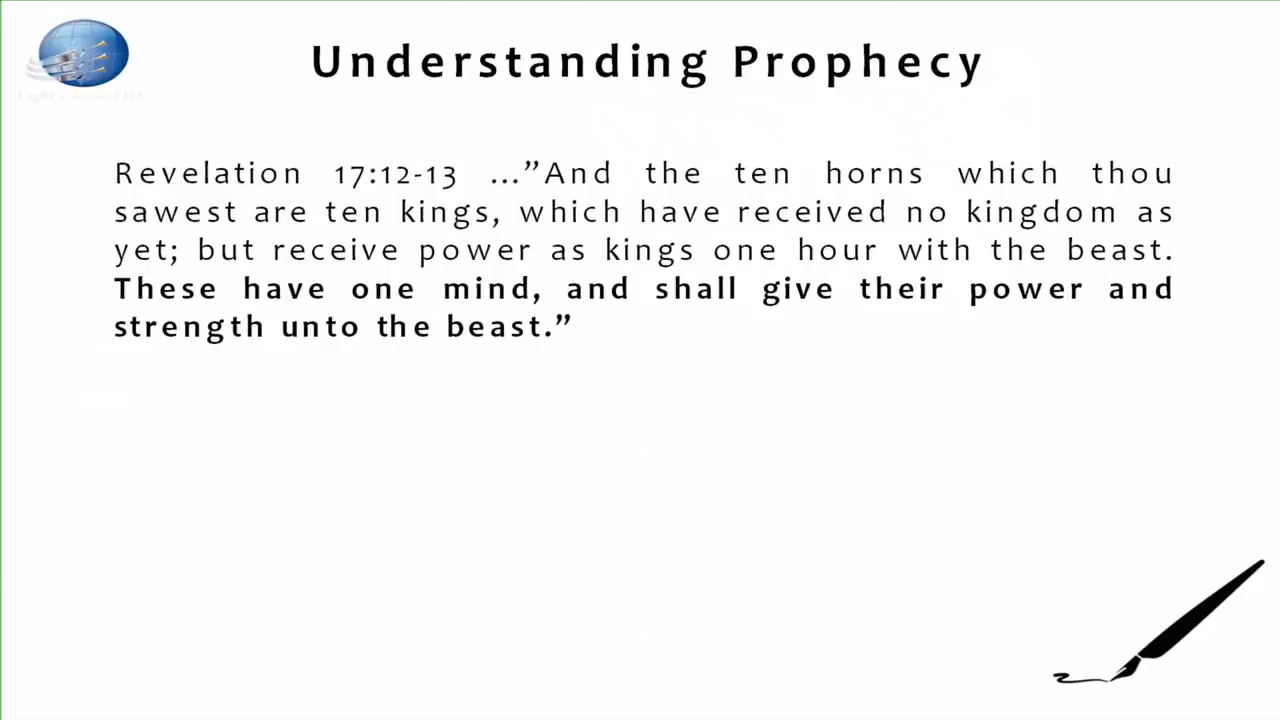 Understanding Prophecy
Revelation 17:12-13 ...”And the ten horns which thou
sawest are ten kings, which have received no kingdom as
yet; but receive power as kings one hour with the beast.
These have one mind, and shall give their power and
strength unto the beast.”